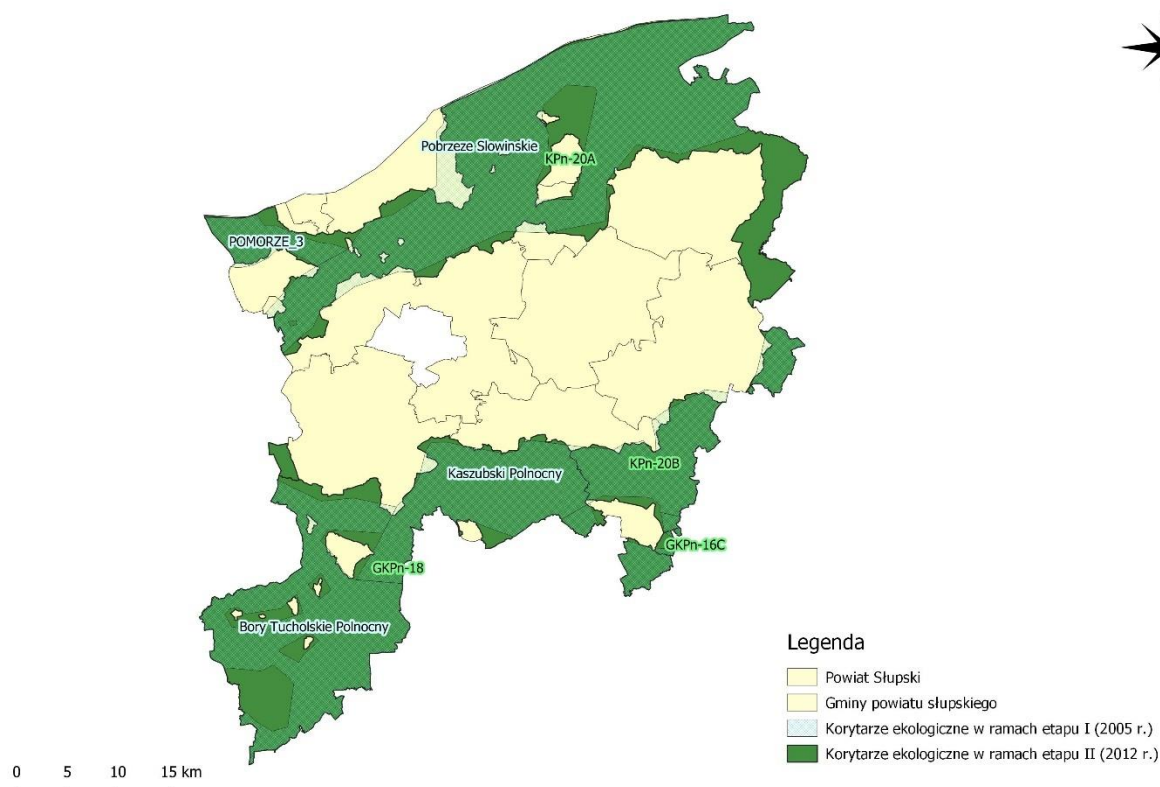 Pobrzeze Slowinskie
KPn-20A
POMORZE_3
KPn-20B
Kaszubski Polnocny
GKPn-16C
GKPn-18
Bory Tucholskie Polnocny
Legenda
Powiat Słupski
Gminy powiatu słupskiego
Korytarze ekologiczne w ramach etapu I (2005 r.)
Korytarze ekologiczne w ramach etapu II (2012 r.)
0 5 10 15 km